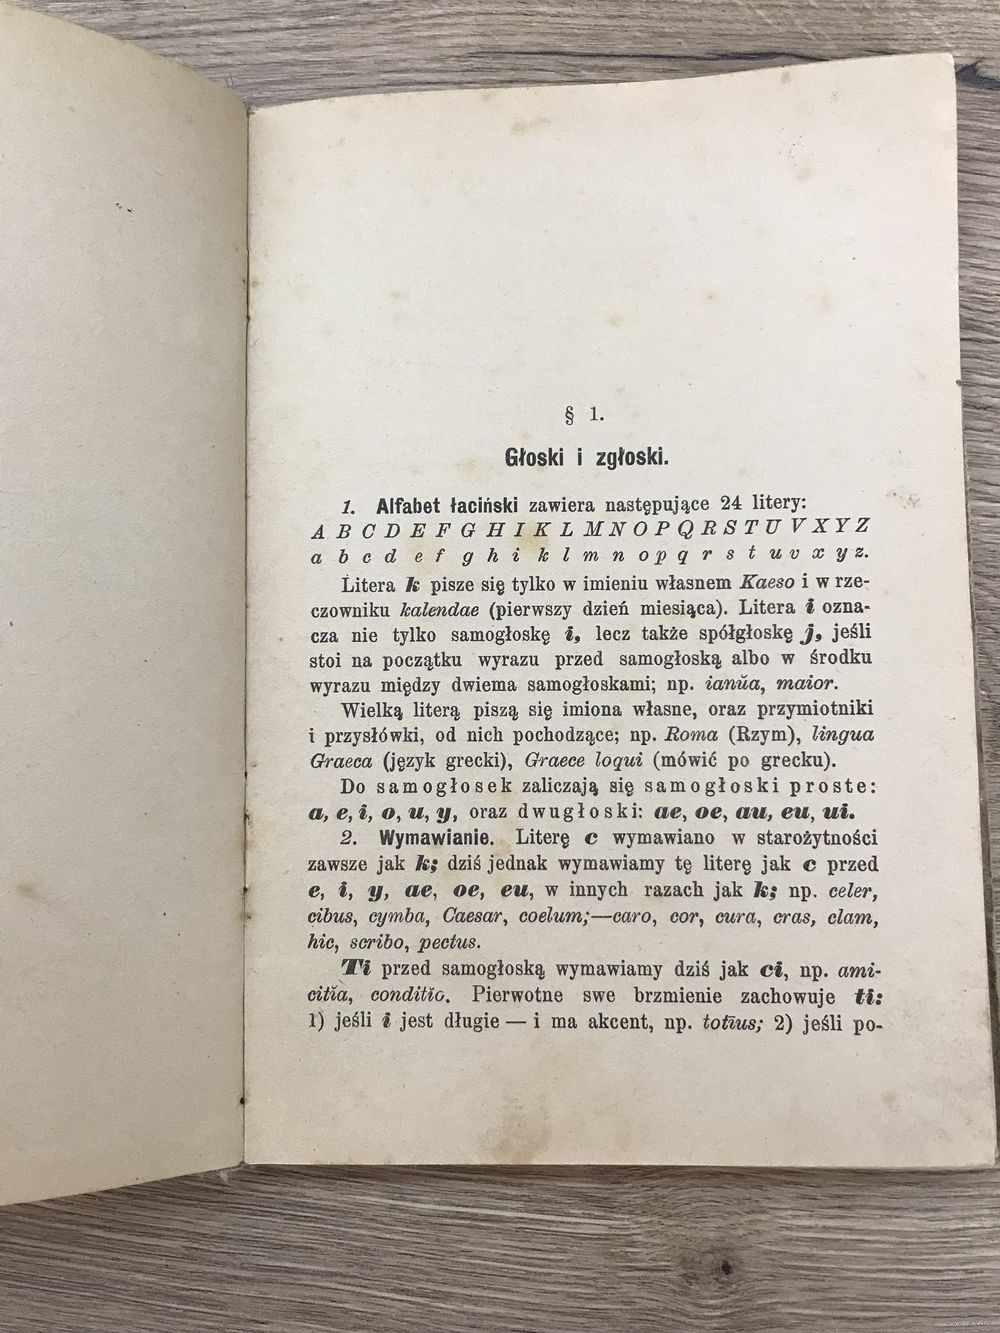 § 1.
Głoski i zgłoski.
1. Alfabet łaciński zawiera następujące 24 litery:
A B C D E F G H I K L M N O P Q R S T U V X Y Z
a b c d e f g h i k l m n o p q r s t u v x y z.
Litera k pisze się tylko w imieniu własnem Kaeso i w rze-
czowniku kalendae (pierwszy dzień miesiąca). Litera i ozna-
cza nie tylko samogłoskę i, lecz także spółgłoskę j, jeśli
stoi na początku wyrazu przed samogłoską albo w środku
wyrazu między dwiema samogłoskami; np. ianŭa, maior.
Wielką literą piszą się imiona własne, oraz przymiotniki
i przysłówki, od nich pochodzące; np. Roma (Rzym), lingua
Graeca (język grecki), Graece loqui (mówić po grecku).
Do samogłosek zaliczają się samogłoski proste:
a, e, i, o, u, y, oraz dwugłoski: ae, oe, au, eu, ui.
2. Wymawianie. Literę c wymawiano w starożytności
zawsze jak k; dziś jednak wymawiamy tę literę jak c przed
e, i, y, ae, oe, eu, w innych razach jak k; np. celer,
cibus, cymba, Caesar, coelum;—caro, cor, cura, cras, clam,
hic, scribo, pectus.
Ti przed samogłoską wymawiamy dziś jak ci, np. ami-
citĭa, conditĭo. Pierwotne swe brzmienie zachowuje ti:
1) jeśli i jest długie — i ma akcent, np. totīus; 2) jeśli po-